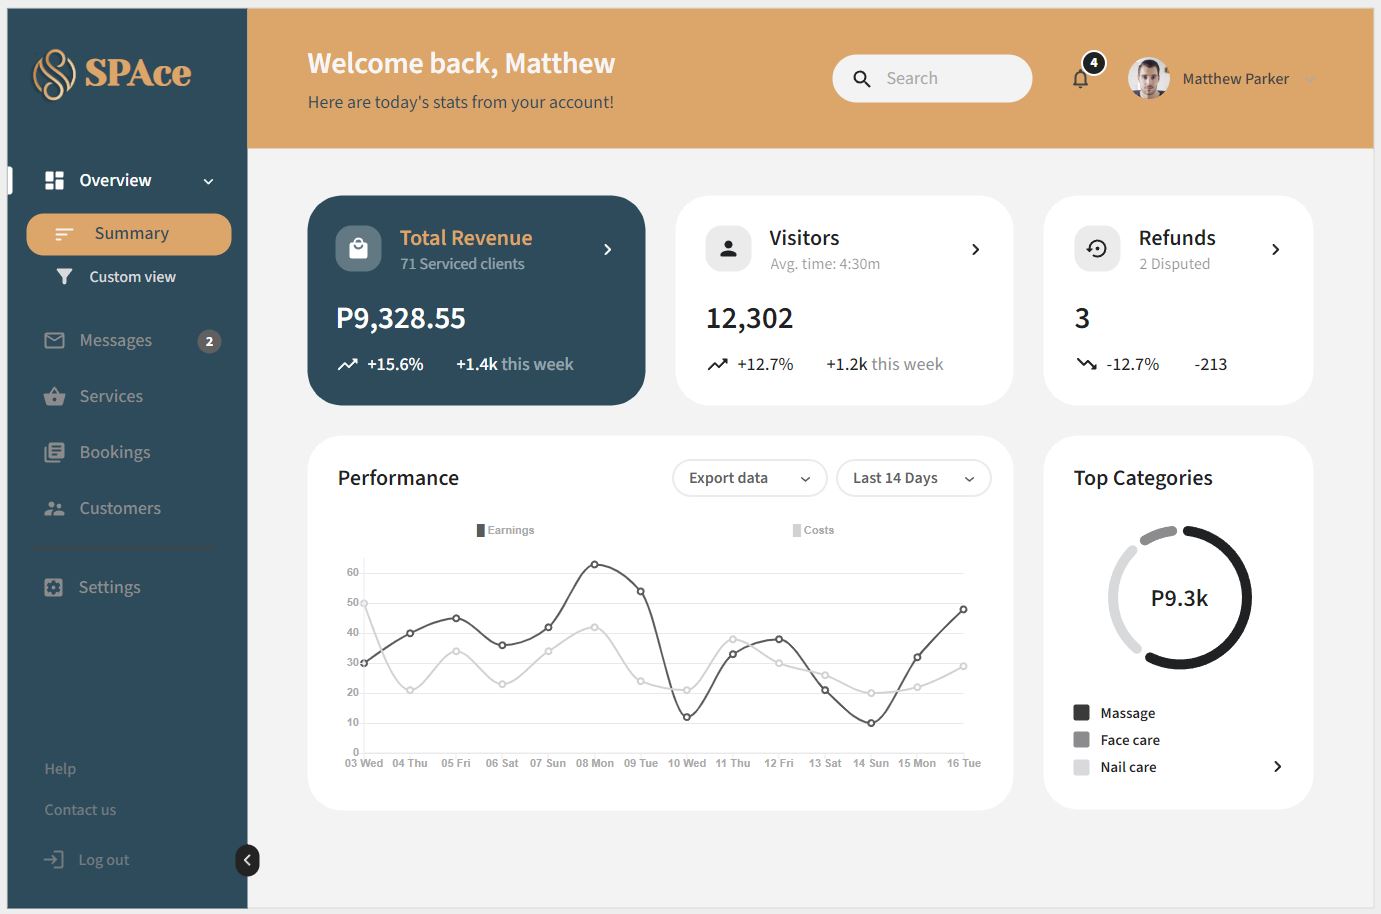 SPAce
Welcome back, Matthew
Here are today's stats from your account!
Search
4
Matthew Parker
Overview
Summary
Custom view
Messages
2
Services
Bookings
Customers
Settings
Help
Contact us
Log out
Total Revenue
71 Serviced clients
P9,328.55
+15.6% +1.4k this week
Visitors
Avg. time: 4:30m
12,302
+12.7% +1.2k this week
Refunds
2 Disputed
3
-12.7% -213
Performance
Export data
Last 14 Days
Earnings
Costs
60
50
40
30
20
10
0
03 Wed 04 Thu 05 Fri 06 Sat 07 Sun 08 Mon 09 Tue 10 Wed 11 Thu 12 Fri 13 Sat 14 Sun 15 Mon 16 Tue
Top Categories
P9.3k
Massage
Face care
Nail care